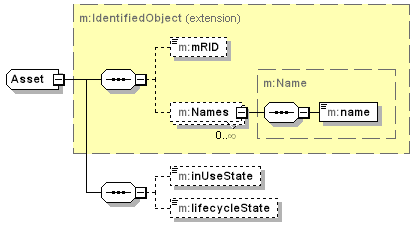 m:IdentifiedObject (extension)
m:mRID
m:Name
Asset
m:Names
m:name
0..∞
m:inUseState
m:lifecycleState